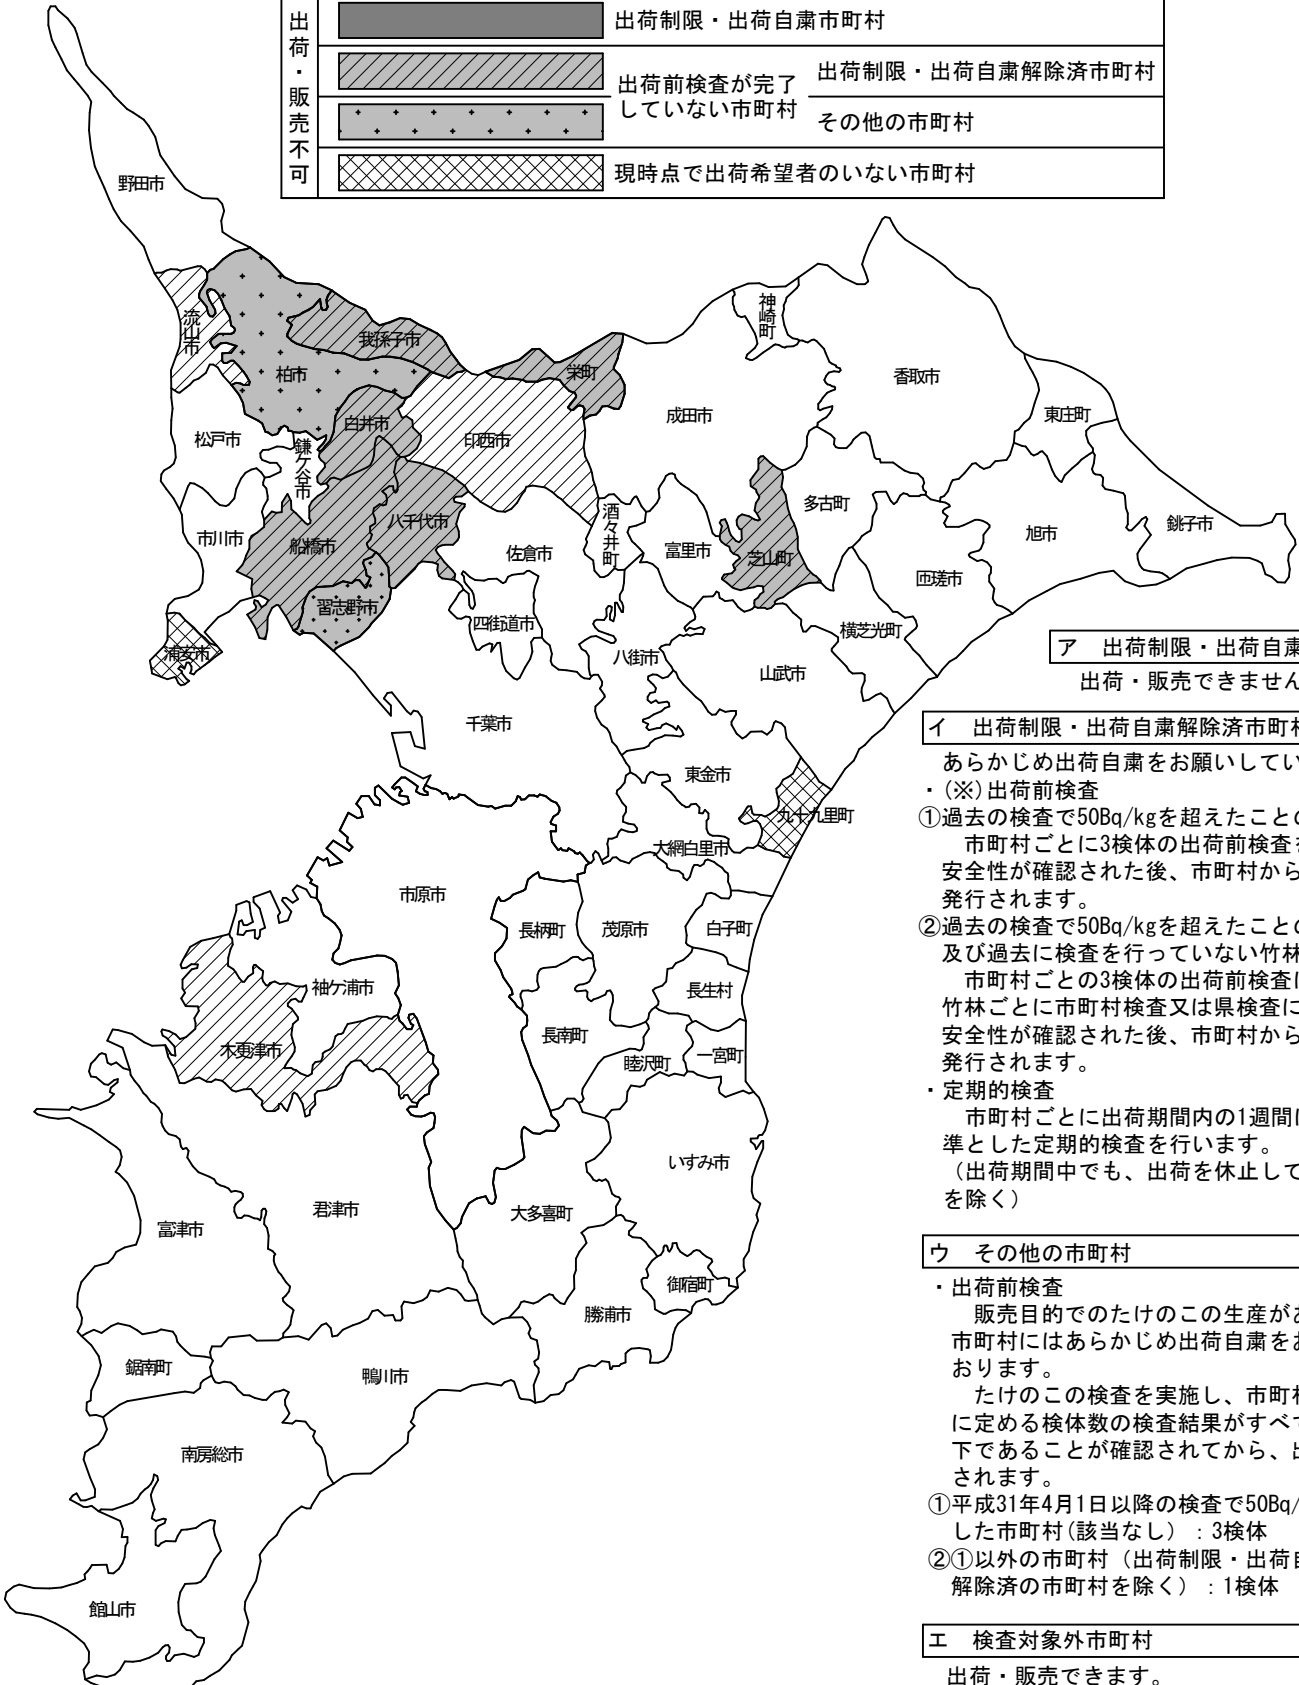 出荷・販売不可
出荷制限・出荷自粛市町村
出荷前検査が完了
していない市町村
出荷制限・出荷自粛解除済市町村
その他の市町村
現時点で出荷希望者のいない市町村
野田市
流山市
柏市
我孫子市
栄町
神崎町
香取市
東庄町
成田市
松戸市
鎌ケ谷市
白井市
印西市
多古町
銚子市
旭市
市川市
船橋市
八千代市
佐倉市
酒々井町
富里市
芝山町
匝瑳市
習志野市
四街道市
横芝光町
浦安市
八街市
山武市
千葉市
東金市
九十九里町
大網白里市
市原市
長柄町
茂原市
白子町
袖ケ浦市
長生村
木更津市
長南町
睦沢町
一宮町
いすみ市
君津市
富津市
大多喜町
御宿町
勝浦市
鋸南町
鴨川市
南房総市
館山市
ア　出荷制限・出荷自粛
出荷・販売できません
イ　出荷制限・出荷自粛解除済市町村
あらかじめ出荷自粛をお願いしてい
・(※)出荷前検査
①過去の検査で50Bq/kgを超えたことの
市町村ごとに3検体の出荷前検査を
安全性が確認された後、市町村から
発行されます。
②過去の検査で50Bq/kgを超えたことの
及び過去に検査を行っていない竹林
市町村ごとの3検体の出荷前検査に
竹林ごとに市町村検査又は県検査に
安全性が確認された後、市町村から
発行されます。
・定期的検査
市町村ごとに出荷期間内の1週間に
準とした定期的検査を行います。
（出荷期間中でも、出荷を休止して
を除く）
ウ　その他の市町村
・出荷前検査
販売目的でのたけのこの生産があ
市町村にはあらかじめ出荷自粛をお
おります。
たけのこの検査を実施し、市町村
に定める検体数の検査結果がすべて
下であることが確認されてから、出
されます。
①平成31年4月1日以降の検査で50Bq/
した市町村(該当なし）：3検体
②①以外の市町村（出荷制限・出荷自
解除済の市町村を除く）：1検体
エ　検査対象外市町村
出荷・販売できます。